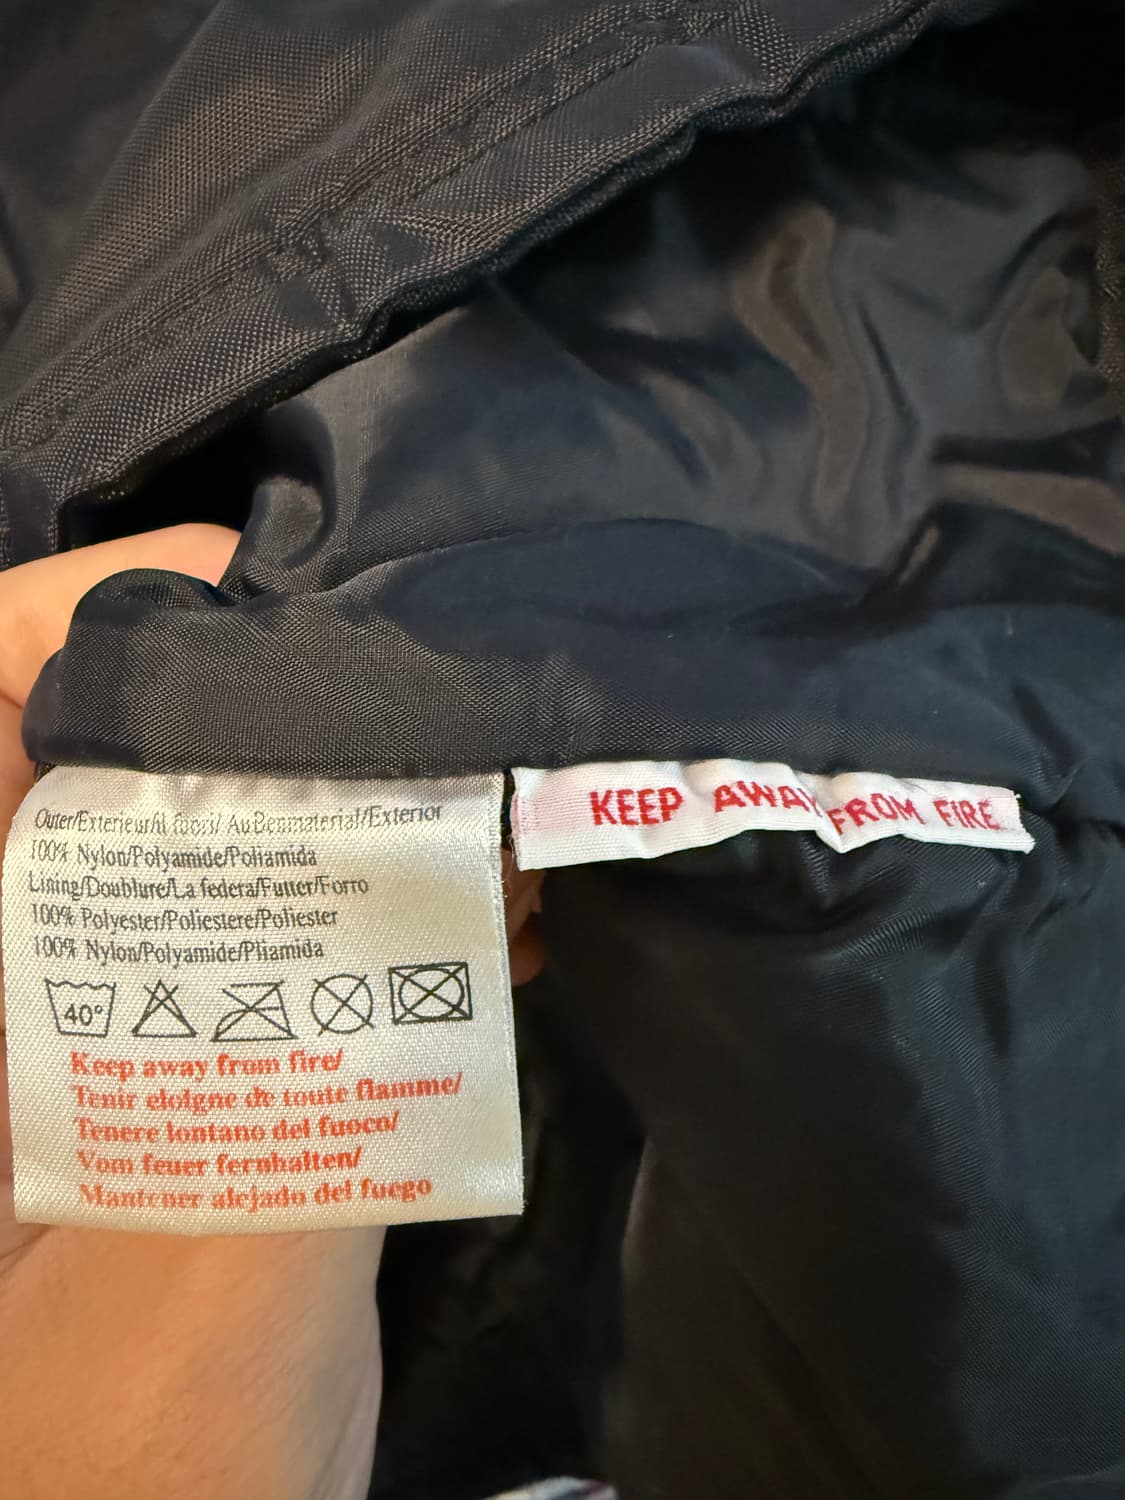 Outer/Exterieur/Al fuori/ AuBenmaterial/Exterior
100% Nylon/Polyamide/Poliamida
Lining/Doublure/La federa/Futter/Forro
100% Polyester/Poliestere/Poliester
100% Nylon/Polyamide/Pliamida
40°
Keep away from fire/
Tenir eloigne de toute flamme/
Tenere lontano del fuoco/
Vom feuer fernhalten/
Mantener alejado del fuego
KEEP AWAY FROM FIRE